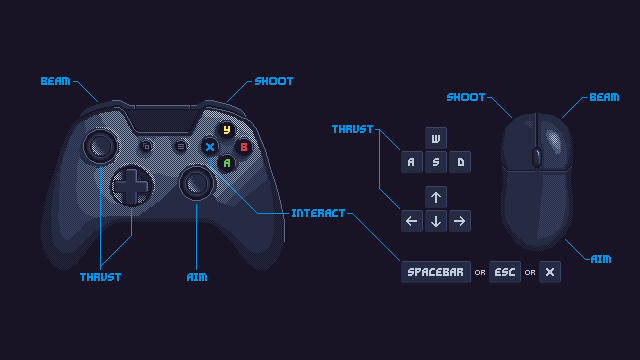 BEAM
SHOOT
Y
X
B
A
INTERACT
THRUST
AIM
SHOOT
BEAM
THRUST
W
A S D
↑
← ↓ →
AIM
SPACEBAR OR ESC OR X